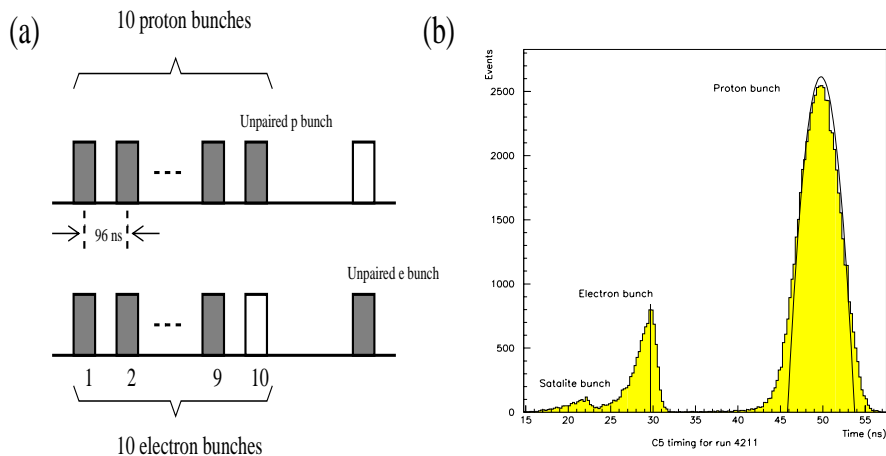 (a)
10 proton bunches
Unpaired p bunch
96 ns
Unpaired e bunch
1 2 9 10
10 electron bunches
(b)
Events
2500
2000
1500
1000
500
0
Proton bunch
Electron bunch
Satalite bunch
15 20 25 30 35 40 45 50 55
Time (ns)
C5 timing for run 4211